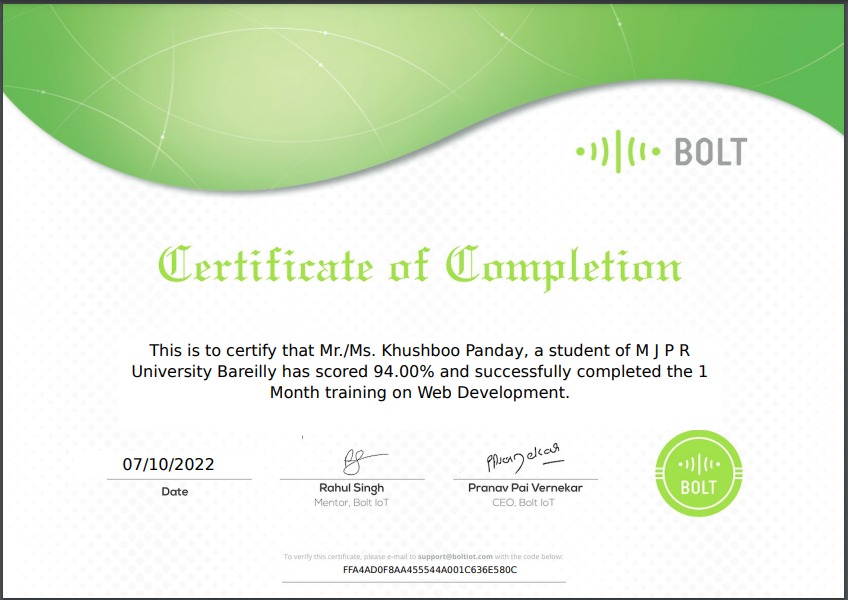 BOLT
Certificate of Completion
This is to certify that Mr./Ms. Khushboo Panday, a student of M J P R
University Bareilly has scored 94.00% and successfully completed the 1
Month training on Web Development.
07/10/2022
Date
Rahul Singh
Mentor, Bolt IoT
PPvernekar
Pranav Pai Vernekar
CEO, Bolt IoT
BOLT
To verify this certificate, please e-mail to support@boltiot.com with the code below:
FFA4AD0F8AA455544A001C636E580C